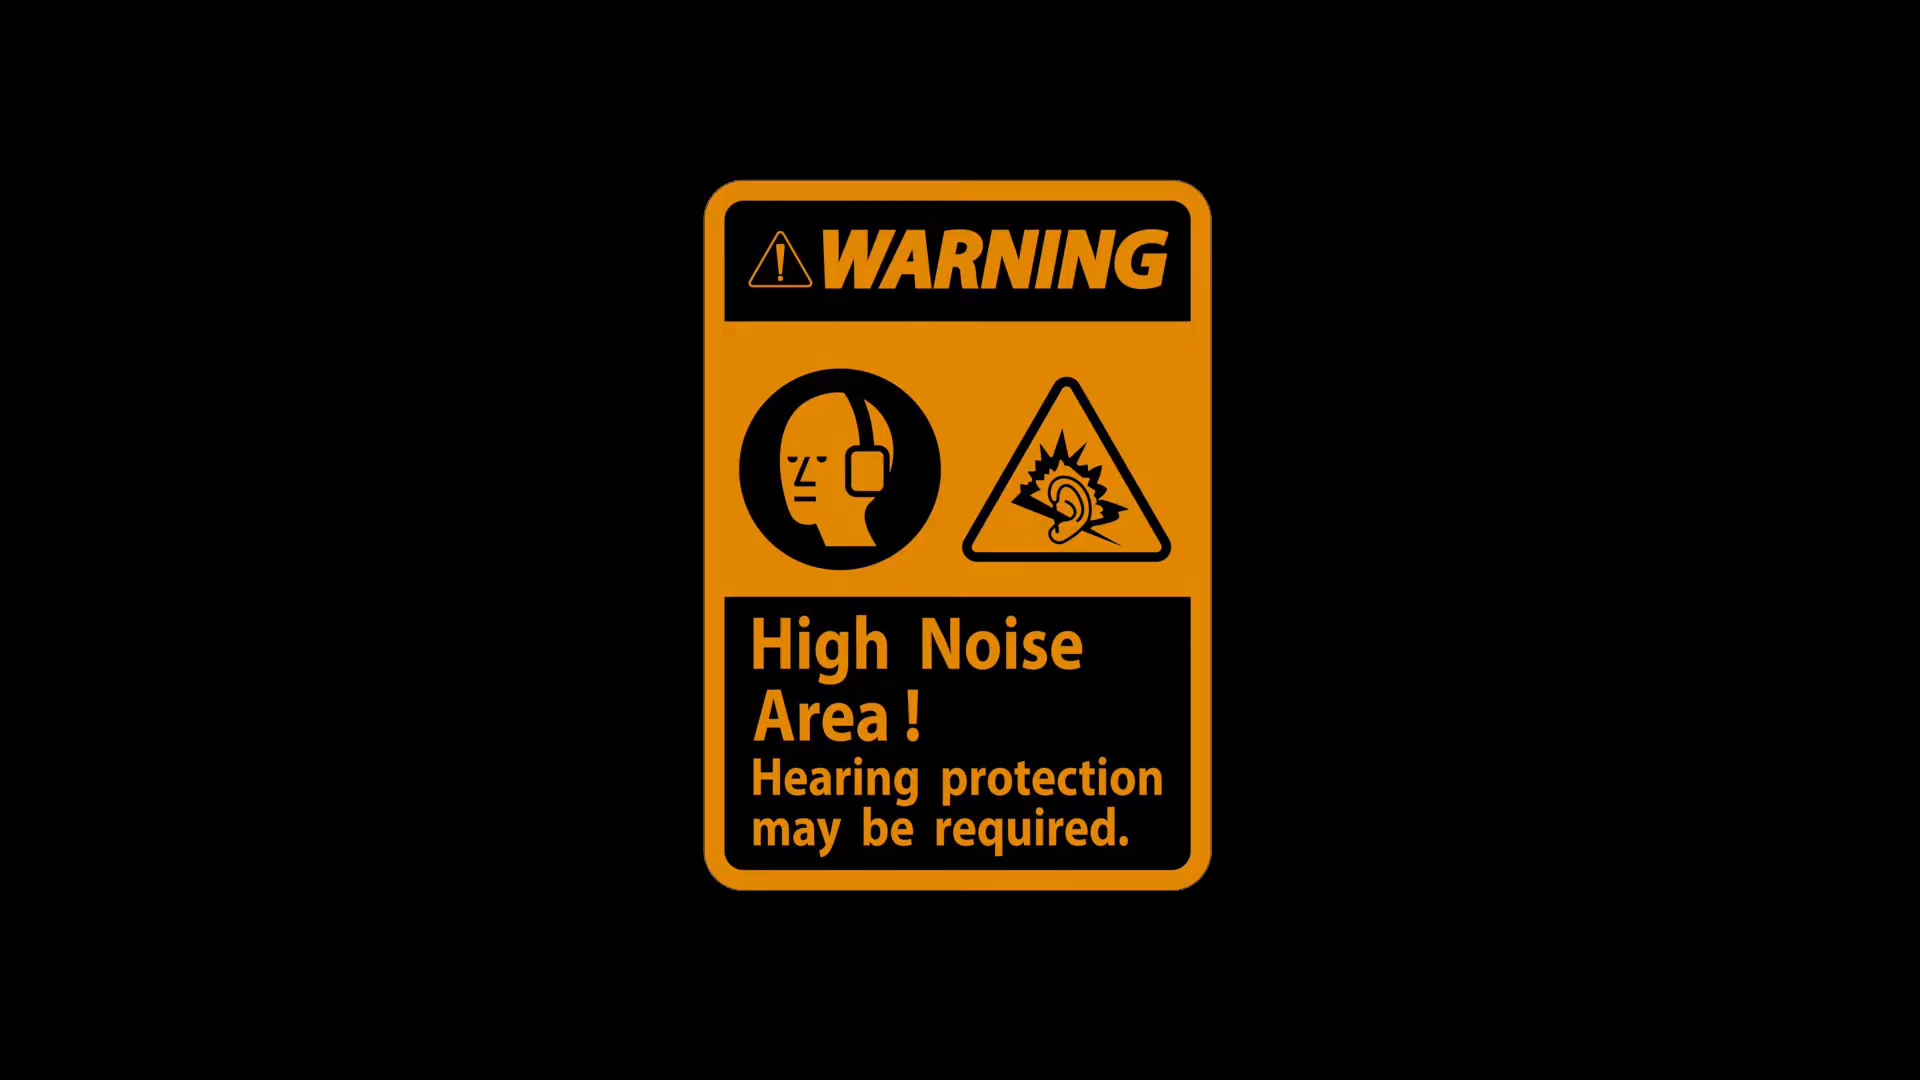 WARNING
High Noise
Area !
Hearing protection
may be required.